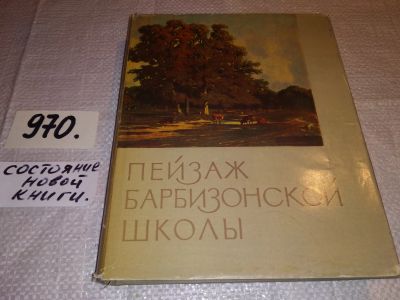 970.
СОСТОЯНИЕ
НОВОЙ
КНИГИ.
ПЕЙЗАЖ
БАРБИЗОНСКОЙ
ШКОЛЫ